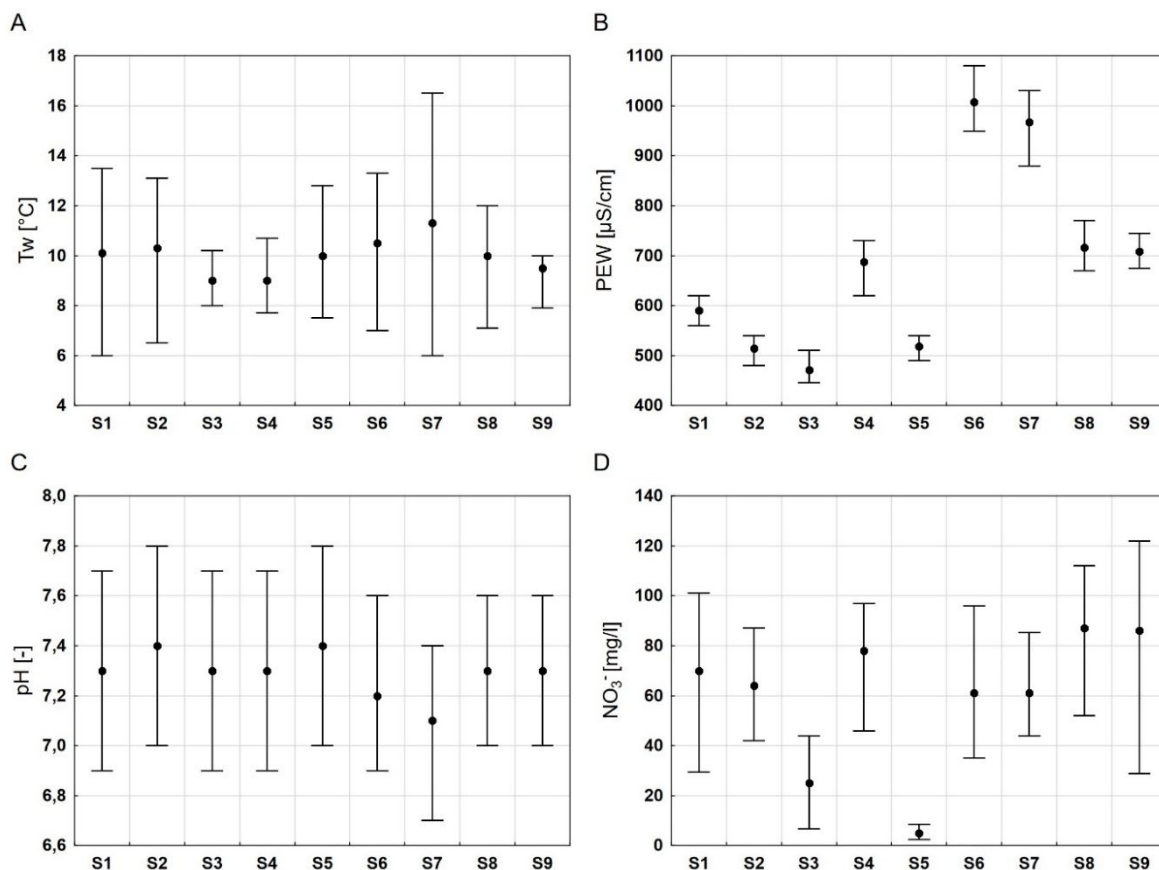 A
Tw [°C]
18
16
14
12
10
8
6
4
S1 S2 S3 S4 S5 S6 S7 S8 S9
B
PEW [µS/cm]
1100
1000
900
800
700
600
500
400
S1 S2 S3 S4 S5 S6 S7 S8 S9
C
pH [-]
8,0
7,8
7,6
7,4
7,2
7,0
6,8
6,6
S1 S2 S3 S4 S5 S6 S7 S8 S9
D
NO₃⁻ [mg/l]
140
120
100
80
60
40
20
0
S1 S2 S3 S4 S5 S6 S7 S8 S9